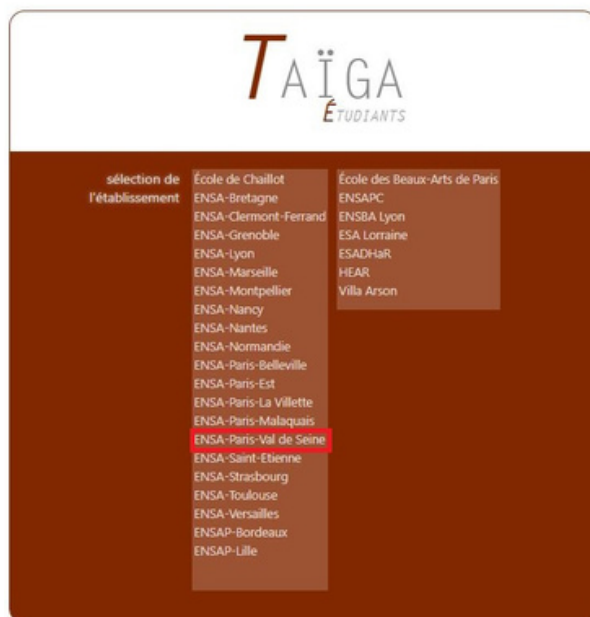 TAÏGA
ÉTUDIANTS
sélection de
l'établissement
École de Chaillot
ENSA-Bretagne
ENSA-Clermont-Ferrand
ENSA-Grenoble
ENSA-Lyon
ENSA-Marseille
ENSA-Montpellier
ENSA-Nancy
ENSA-Nantes
ENSA-Normandie
ENSA-Paris-Belleville
ENSA-Paris-Est
ENSA-Paris-La Villette
ENSA-Paris-Malaquais
ENSA-Paris-Val de Seine
ENSA-Saint-Etienne
ENSA-Strasbourg
ENSA-Toulouse
ENSA-Versailles
ENSAP-Bordeaux
ENSAP-Lille
École des Beaux-Arts de Paris
ENSAPC
ENSBA Lyon
ESA Lorraine
ESADHaR
HEAR
Villa Arson